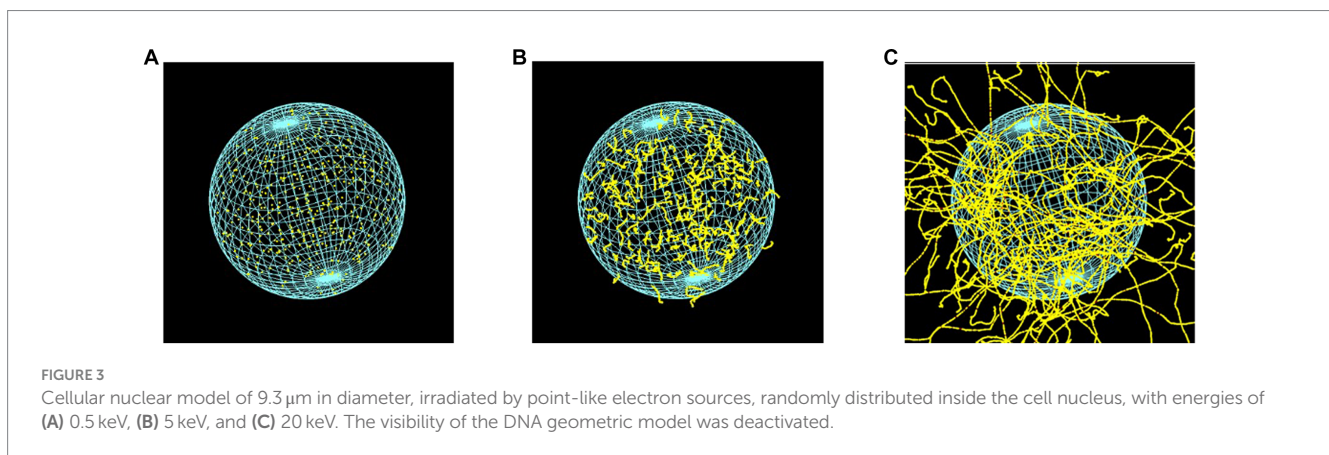 A
B
C
FIGURE 3
Cellular nuclear model of 9.3 μm in diameter, irradiated by point-like electron sources, randomly distributed inside the cell nucleus, with energies of
(A) 0.5 keV, (B) 5 keV, and (C) 20 keV. The visibility of the DNA geometric model was deactivated.